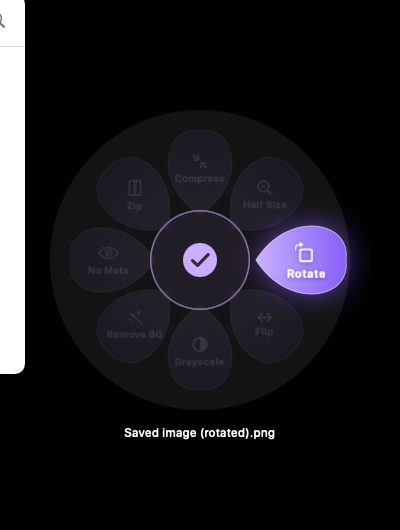 Compress
Zip
Half Size
No Meta
Rotate
Remove BG
Flip
Grayscale
Saved image (rotated).png